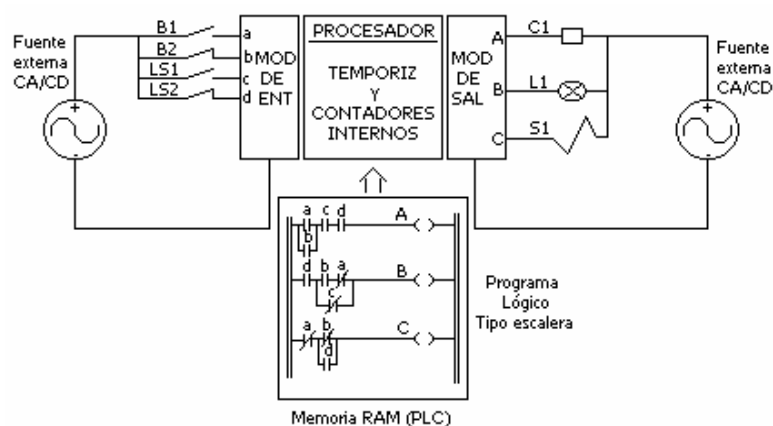 Fuente
externa
CA/CD
+
B1
B2
LS1
LS2
a
b
c
d
MOD
DE
ENT
PROCESADOR
TEMPORIZ
Y
CONTADORES
INTERNOS
MOD
DE
SAL
A
B
C
C1
L1
S1
Fuente
externa
CA/CD
+
a c d A
b
d b a B
c
a b C
d
Programa
Lógico
Tipo escalera
Memoria RAM (PLC)